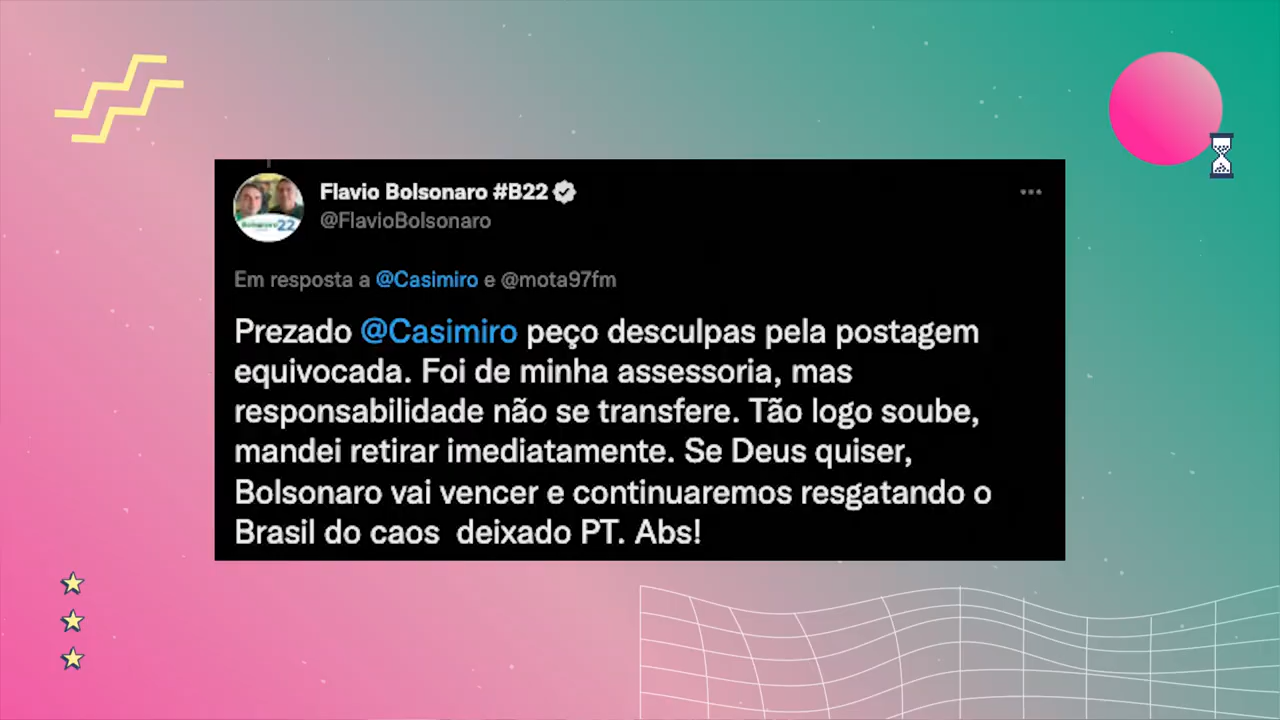 Flavio Bolsonaro #B22
@FlavioBolsonaro
Em resposta a @Casimiro e @mota97fm
Prezado @Casimiro peço desculpas pela postagem
equivocada. Foi de minha assessoria, mas
responsabilidade não se transfere. Tão logo soube,
mandei retirar imediatamente. Se Deus quiser,
Bolsonaro vai vencer e continuaremos resgatando o
Brasil do caos  deixado PT. Abs!
Bolsonaro 22